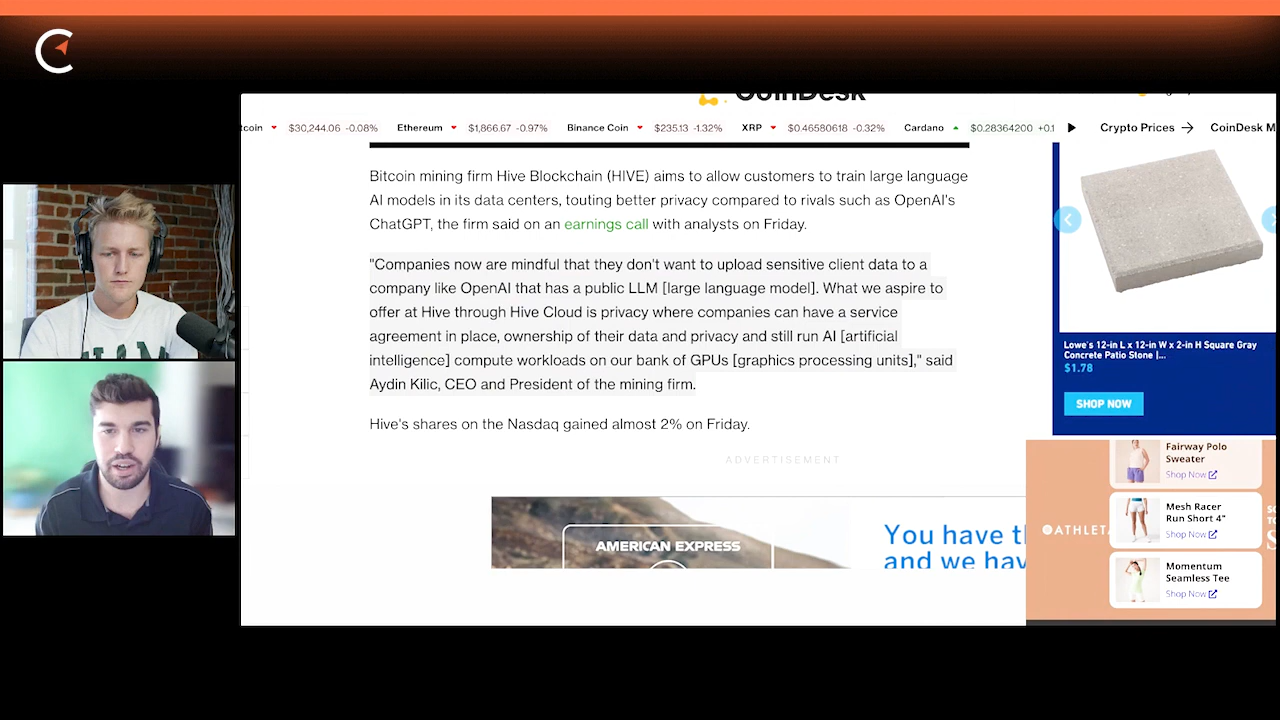 CoinDesk
tcoin $30,244.06 -0.08% Ethereum $1,866.67 -0.97% Binance Coin $235.13 -1.32% XRP $0.46580618 -0.32% Cardano $0.28364200 +0.1 Crypto Prices CoinDesk M
Bitcoin mining firm Hive Blockchain (HIVE) aims to allow customers to train large language
AI models in its data centers, touting better privacy compared to rivals such as OpenAI's
ChatGPT, the firm said on an earnings call with analysts on Friday.
"Companies now are mindful that they don't want to upload sensitive client data to a
company like OpenAI that has a public LLM [large language model]. What we aspire to
offer at Hive through Hive Cloud is privacy where companies can have a service
agreement in place, ownership of their data and privacy and still run AI [artificial
intelligence] compute workloads on our bank of GPUs [graphics processing units]," said
Aydin Kilic, CEO and President of the mining firm.
Hive's shares on the Nasdaq gained almost 2% on Friday.
ADVERTISEMENT
AMERICAN EXPRESS
You have th
and we hav
Lowe's 12-in L x 12-in W x 2-in H Square Gray
Concrete Patio Stone |...
$1.78
SHOP NOW
Fairway Polo
Sweater
Shop Now
Mesh Racer
Run Short 4"
Shop Now
ATHLETA
Momentum
Seamless Tee
Shop Now